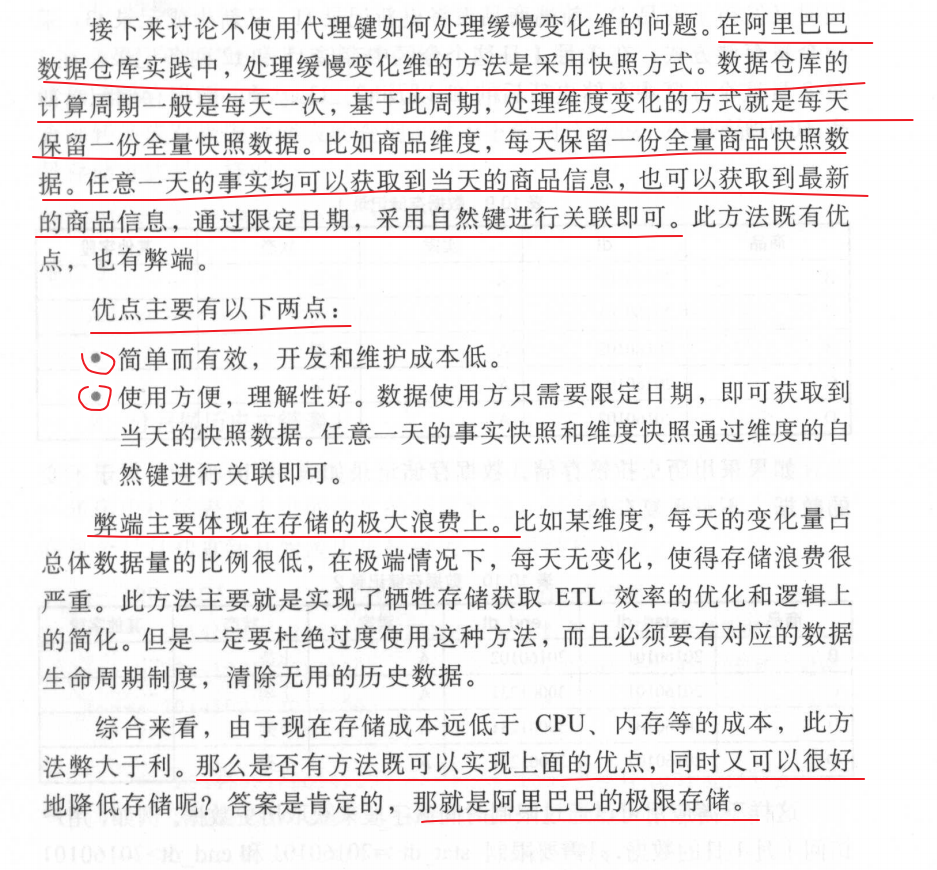 接下来讨论不使用代理键如何处理缓慢变化维的问题。在阿里巴巴
数据仓库实践中，处理缓慢变化维的方法是采用快照方式。数据仓库的
计算周期一般是每天一次，基于此周期，处理维度变化的方式就是每天
保留一份全量快照数据。比如商品维度，每天保留一份全量商品快照数
据。任意一天的事实均可以获取到当天的商品信息，也可以获取到最新
的商品信息，通过限定日期，采用自然键进行关联即可。此方法既有优
点，也有弊端。
优点主要有以下两点：
● 简单而有效，开发和维护成本低。
● 使用方便，理解性好。数据使用方只需要限定日期，即可获取到
当天的快照数据。任意一天的事实快照和维度快照通过维度的自
然键进行关联即可。
弊端主要体现在存储的极大浪费上。比如某维度，每天的变化量占
总体数据量的比例很低，在极端情况下，每天无变化，使得存储浪费很
严重。此方法主要就是实现了牺牲存储获取 ETL 效率的优化和逻辑上
的简化。但是一定要杜绝过度使用这种方法，而且必须要有对应的数据
生命周期制度，清除无用的历史数据。
综合来看，由于现在存储成本远低于 CPU、内存等的成本，此方
法弊大于利。那么是否有方法既可以实现上面的优点，同时又可以很好
地降低存储呢？答案是肯定的，那就是阿里巴巴的极限存储。